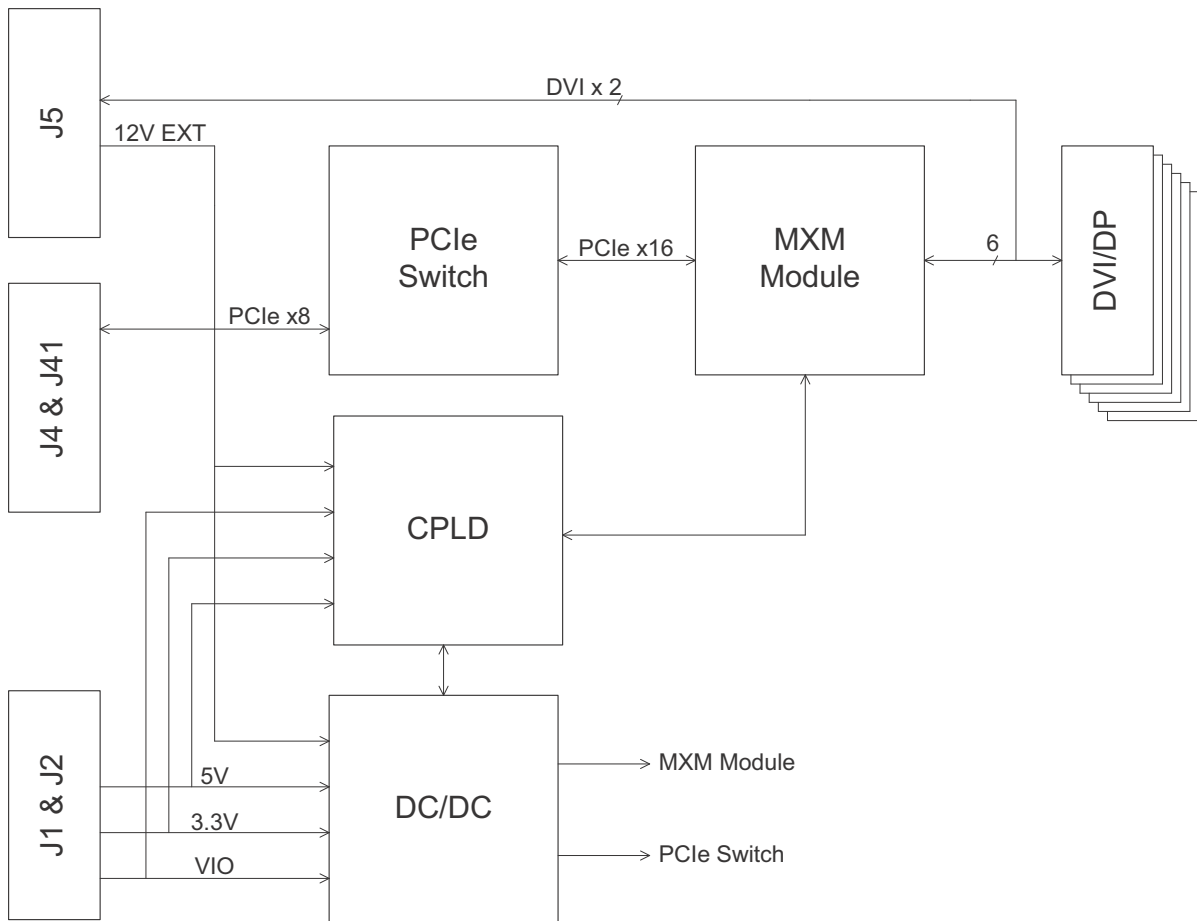 DVI x 2
J5
12V EXT
PCIe
Switch
PCIe x16
MXM
Module
6
DVI/DP
PCIe x8
J4 & J41
CPLD
J1 & J2
5V
3.3V
VIO
DC/DC
MXM Module
PCIe Switch